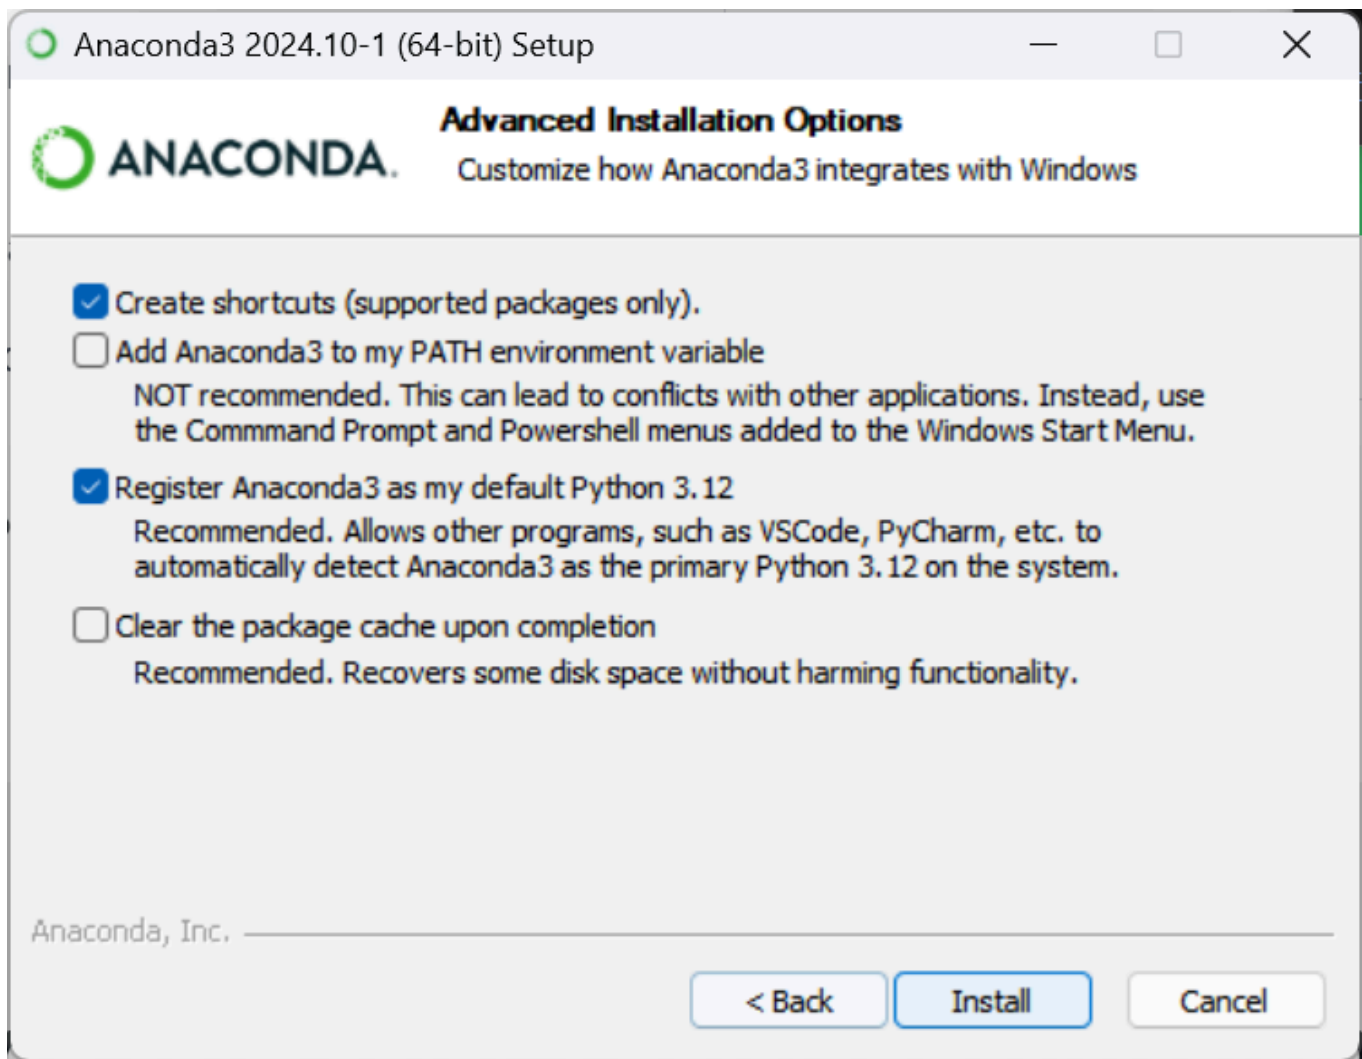 Anaconda3 2024.10-1 (64-bit) Setup
ANACONDA.
Advanced Installation Options
Customize how Anaconda3 integrates with Windows
Create shortcuts (supported packages only).
Add Anaconda3 to my PATH environment variable
NOT recommended. This can lead to conflicts with other applications. Instead, use
the Commmand Prompt and Powershell menus added to the Windows Start Menu.
Register Anaconda3 as my default Python 3.12
Recommended. Allows other programs, such as VSCode, PyCharm, etc. to
automatically detect Anaconda3 as the primary Python 3.12 on the system.
Clear the package cache upon completion
Recommended. Recovers some disk space without harming functionality.
Anaconda, Inc.
< Back
Install
Cancel